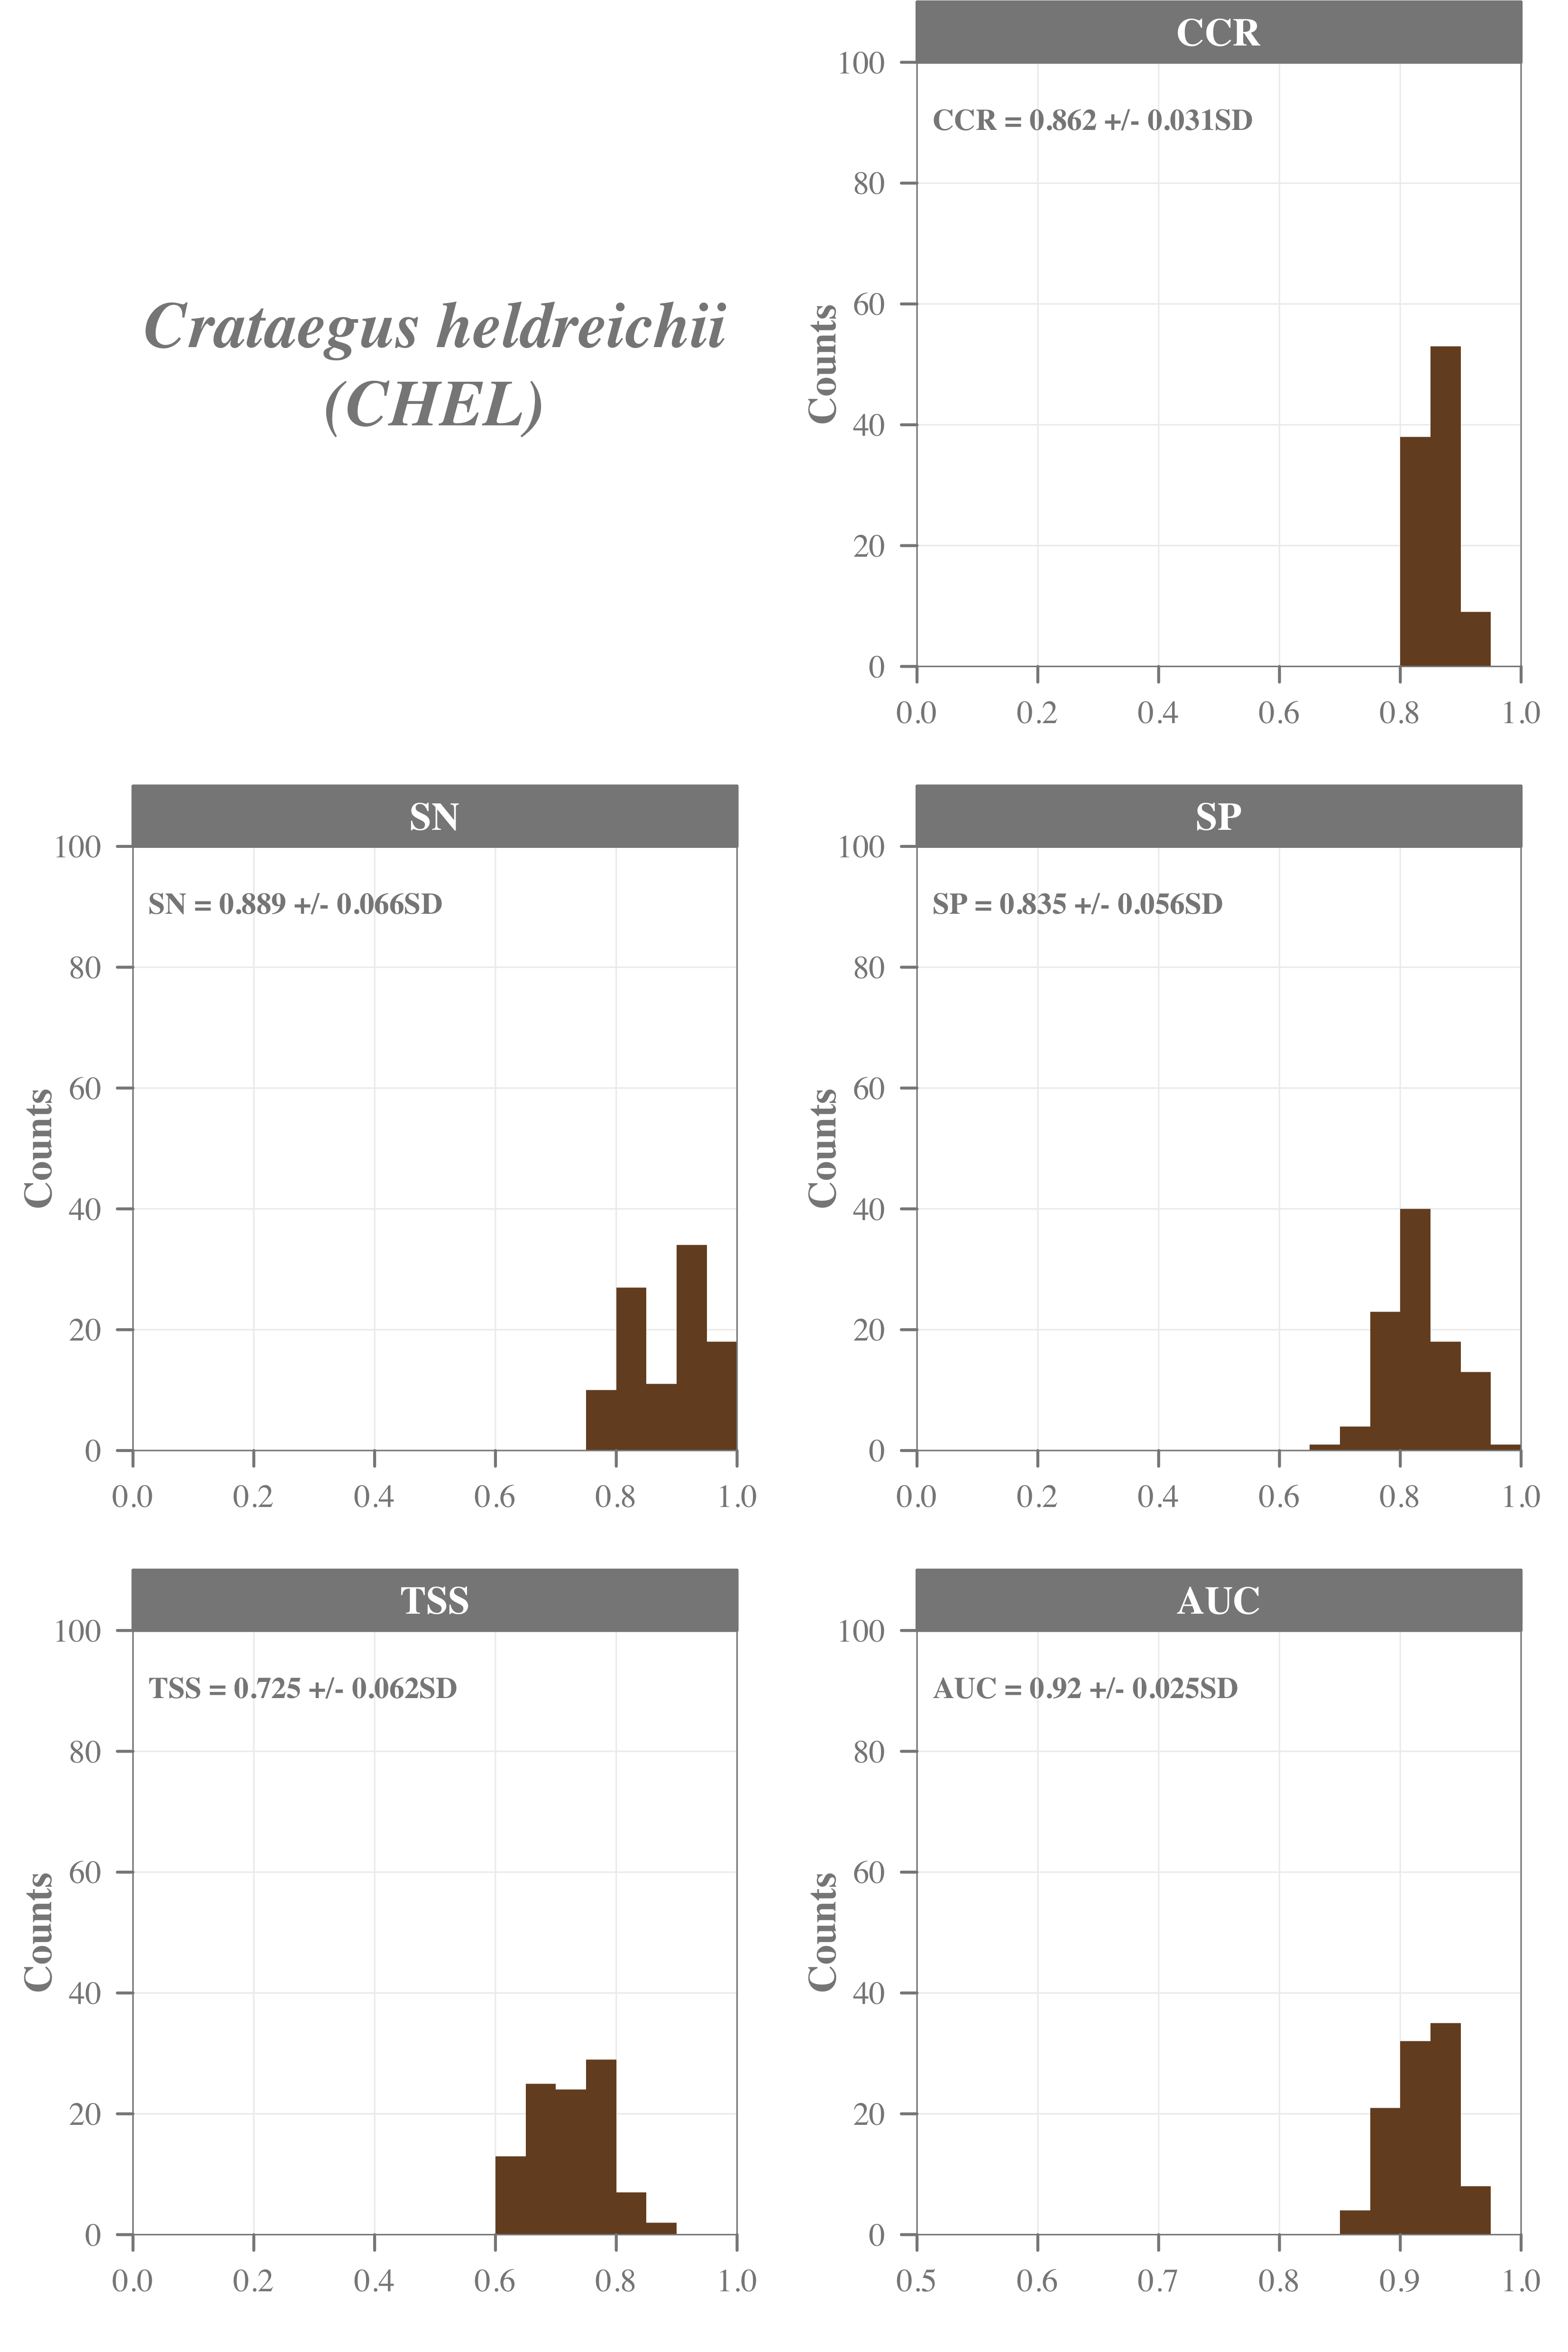 Crataegus heldreichii
(CHEL)
CCR
CCR = 0.862 +/- 0.031SD
Counts
100
80
60
40
20
0
0.0 0.2 0.4 0.6 0.8 1.0
SN
SN = 0.889 +/- 0.066SD
Counts
100
80
60
40
20
0
0.0 0.2 0.4 0.6 0.8 1.0
SP
SP = 0.835 +/- 0.056SD
Counts
100
80
60
40
20
0
0.0 0.2 0.4 0.6 0.8 1.0
TSS
TSS = 0.725 +/- 0.062SD
Counts
100
80
60
40
20
0
0.0 0.2 0.4 0.6 0.8 1.0
AUC
AUC = 0.92 +/- 0.025SD
Counts
100
80
60
40
20
0
0.5 0.6 0.7 0.8 0.9 1.0